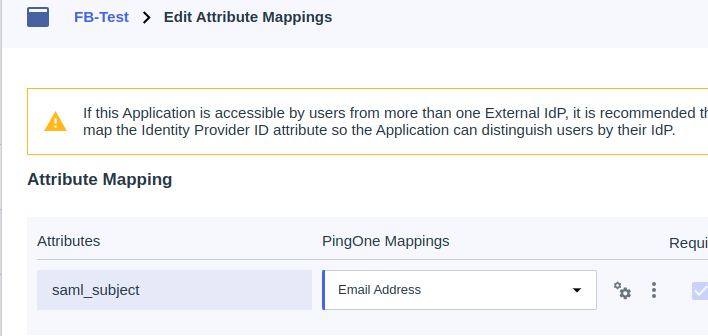 FB-Test > Edit Attribute Mappings
If this Application is accessible by users from more than one External IdP, it is recommended
map the Identity Provider ID attribute so the Application can distinguish users by their IdP.
Attribute Mapping
Attributes PingOne Mappings Requi
saml_subject Email Address